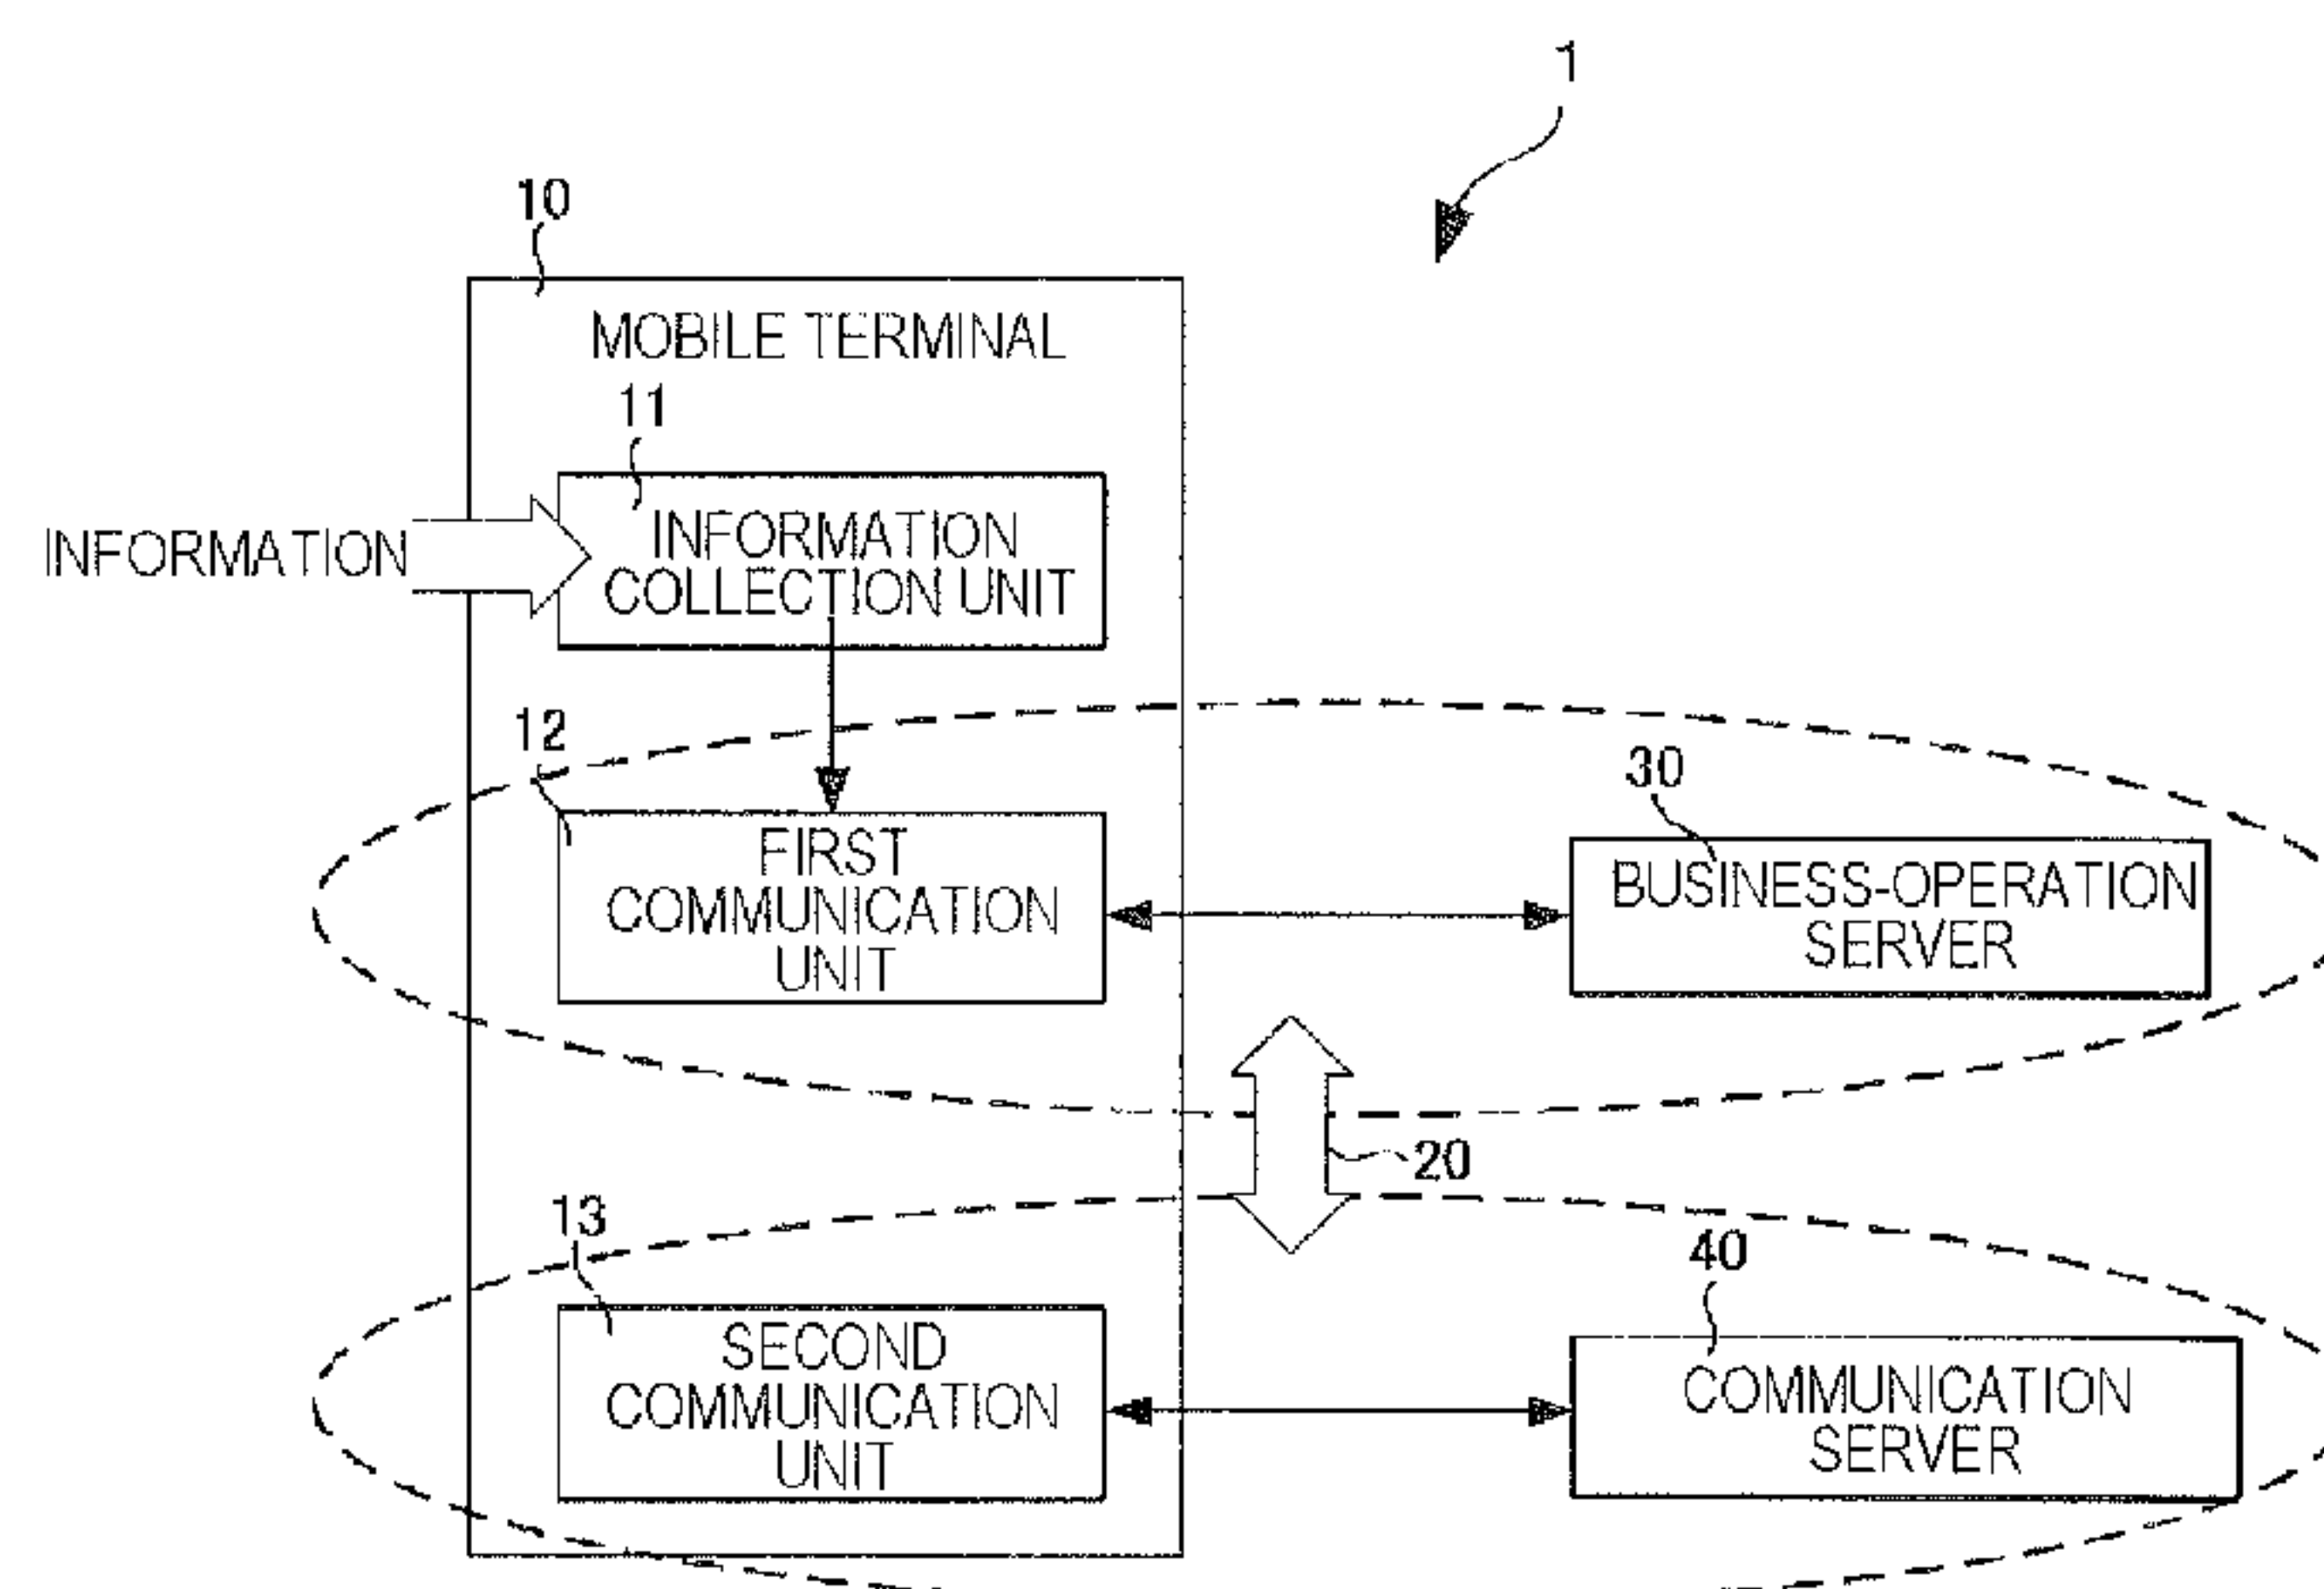 1
10
MOBILE TERMINAL
11
INFORMATION
INFORMATION
COLLECTION UNIT
12
FIRST
COMMUNICATION
UNIT
30
BUSINESS-OPERATION
SERVER
20
13
SECOND
COMMUNICATION
UNIT
40
COMMUNICATION
SERVER